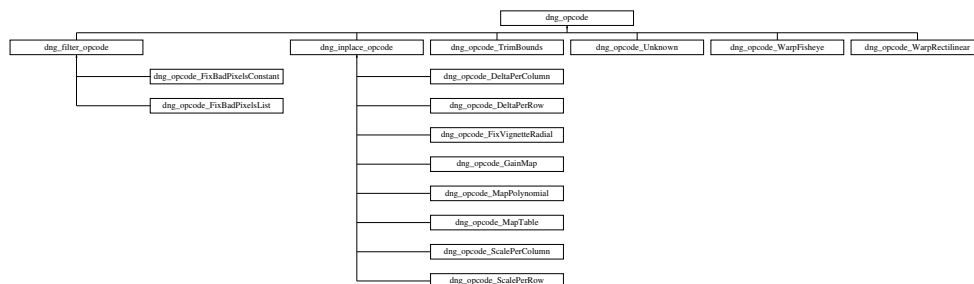 dng_opcode
dng_filter_opcode
dng_inplace_opcode
dng_opcode_TrimBounds
dng_opcode_Unknown
dng_opcode_WarpFisheye
dng_opcode_WarpRectilinear
dng_opcode_FixBadPixelsConstant
dng_opcode_FixBadPixelsList
dng_opcode_DeltaPerColumn
dng_opcode_DeltaPerRow
dng_opcode_FixVignetteRadial
dng_opcode_GainMap
dng_opcode_MapPolynomial
dng_opcode_MapTable
dng_opcode_ScalePerColumn
dng_opcode_ScalePerRow